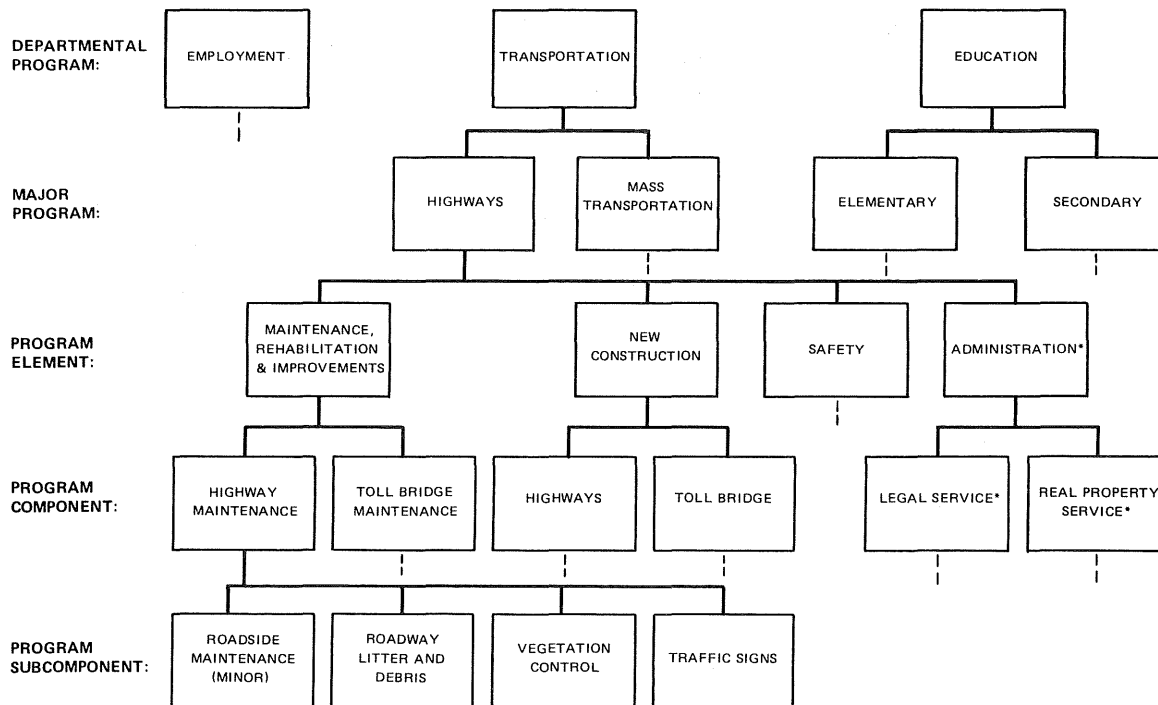 DEPARTMENTAL
PROGRAM:
EMPLOYMENT
TRANSPORTATION
EDUCATION
MAJOR
PROGRAM:
HIGHWAYS
MASS
TRANSPORTATION
ELEMENTARY
SECONDARY
PROGRAM
ELEMENT:
MAINTENANCE,
REHABILITATION
& IMPROVEMENTS
NEW
CONSTRUCTION
SAFETY
ADMINISTRATION*
PROGRAM
COMPONENT:
HIGHWAY
MAINTENANCE
TOLL BRIDGE
MAINTENANCE
HIGHWAYS
TOLL BRIDGE
LEGAL SERVICE*
REAL PROPERTY
SERVICE*
PROGRAM
SUBCOMPONENT:
ROADSIDE
MAINTENANCE
(MINOR)
ROADWAY
LITTER AND
DEBRIS
VEGETATION
CONTROL
TRAFFIC SIGNS